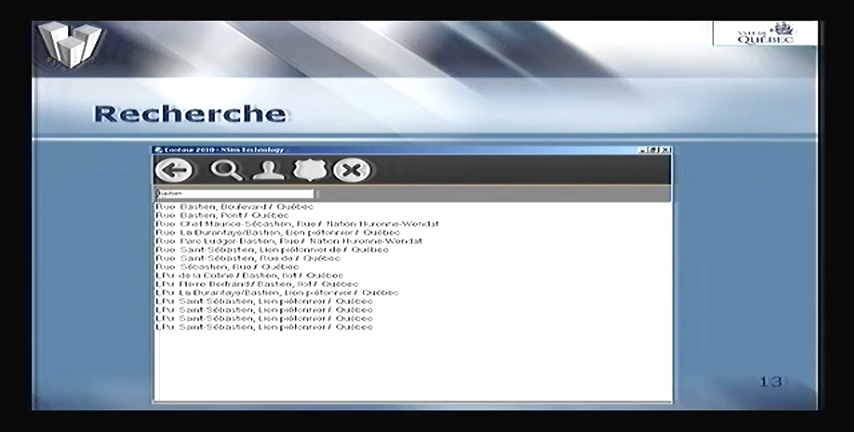 VILLE DE
QUÉBEC
Recherche
Contour 2010 - NSim Technology
bastien
Rue Bastien, Boulevard / Québec
Rue Bastien, Pont / Québec
Rue Chef Maurice-Sébastien, Rue / Nation Huronne-Wendat
Rue La Durantaye/Bastien, Lien piétonnier / Québec
Rue Parc Ludger-Bastien, Rue / Nation Huronne-Wendat
Rue Saint-Sébastien, Lien piétonnier de / Québec
Rue Saint-Sébastien, Rue de / Québec
Rue Sébastien, Rue / Québec
LPu de la Colline / Bastien, Ilot / Québec
LPu Pierre-Bertrand / Bastien, Ilot / Québec
LPu La Durantaye/Bastien, Lien piétonnier / Québec
LPu Saint-Sébastien, Lien piétonnier / Québec
LPu Saint-Sébastien, Lien piétonnier / Québec
LPu Saint-Sébastien, Lien piétonnier / Québec
LPu Saint-Sébastien, Lien piétonnier / Québec
13